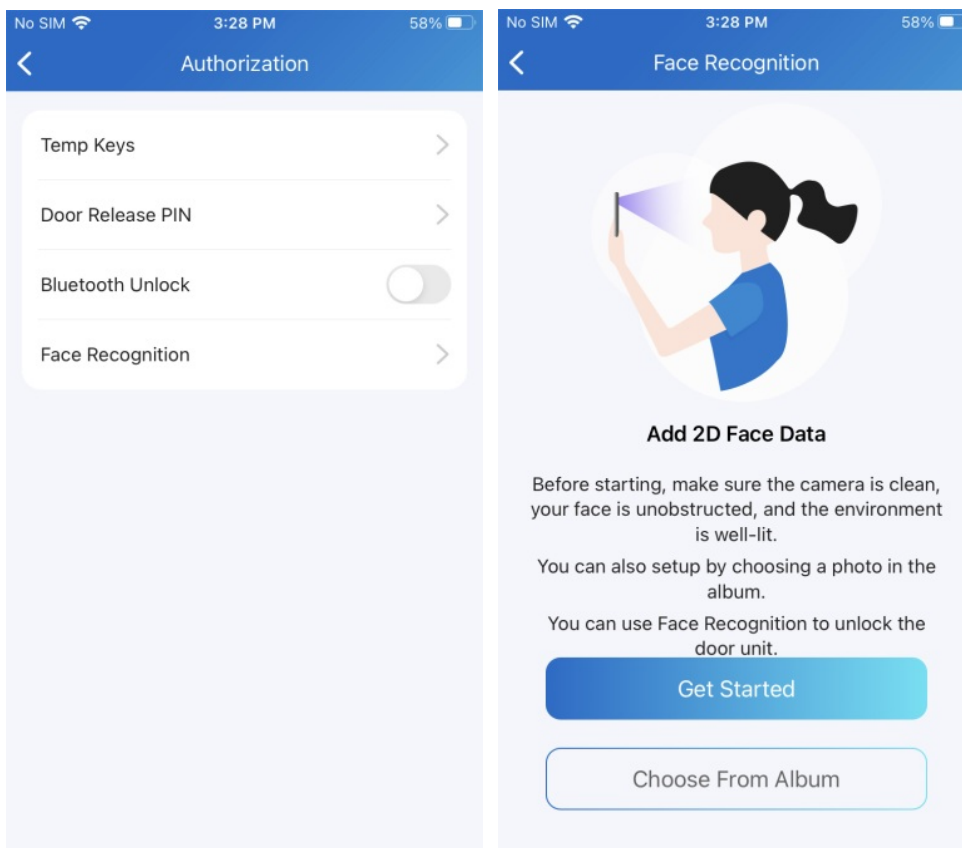 No SIM 3:28 PM 58%
Authorization
Temp Keys
Door Release PIN
Bluetooth Unlock
Face Recognition
No SIM 3:28 PM 58%
Face Recognition
Add 2D Face Data
Before starting, make sure the camera is clean,
your face is unobstructed, and the environment
is well-lit.
You can also setup by choosing a photo in the
album.
You can use Face Recognition to unlock the
door unit.
Get Started
Choose From Album